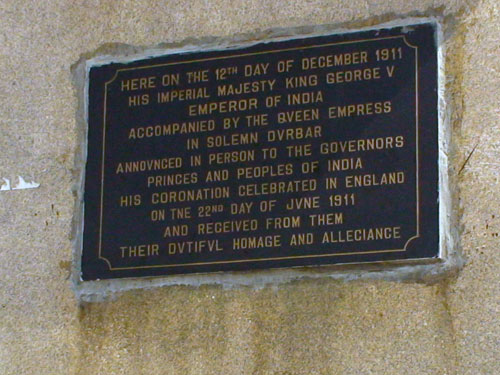 HERE ON THE 12TH DAY OF DECEMBER 1911
HIS IMPERIAL MAJESTY KING GEORGE V
EMPEROR OF INDIA
ACCOMPANIED BY THE QVEEN EMPRESS
IN SOLEMN DVRBAR
ANNOVNCED IN PERSON TO THE GOVERNORS
PRINCES AND PEOPLES OF INDIA
HIS CORONATION CELEBRATED IN ENGLAND
ON THE 22ND DAY OF JVNE 1911
AND RECEIVED FROM THEM
THEIR DVTIFVL HOMAGE AND ALLEGIANCE